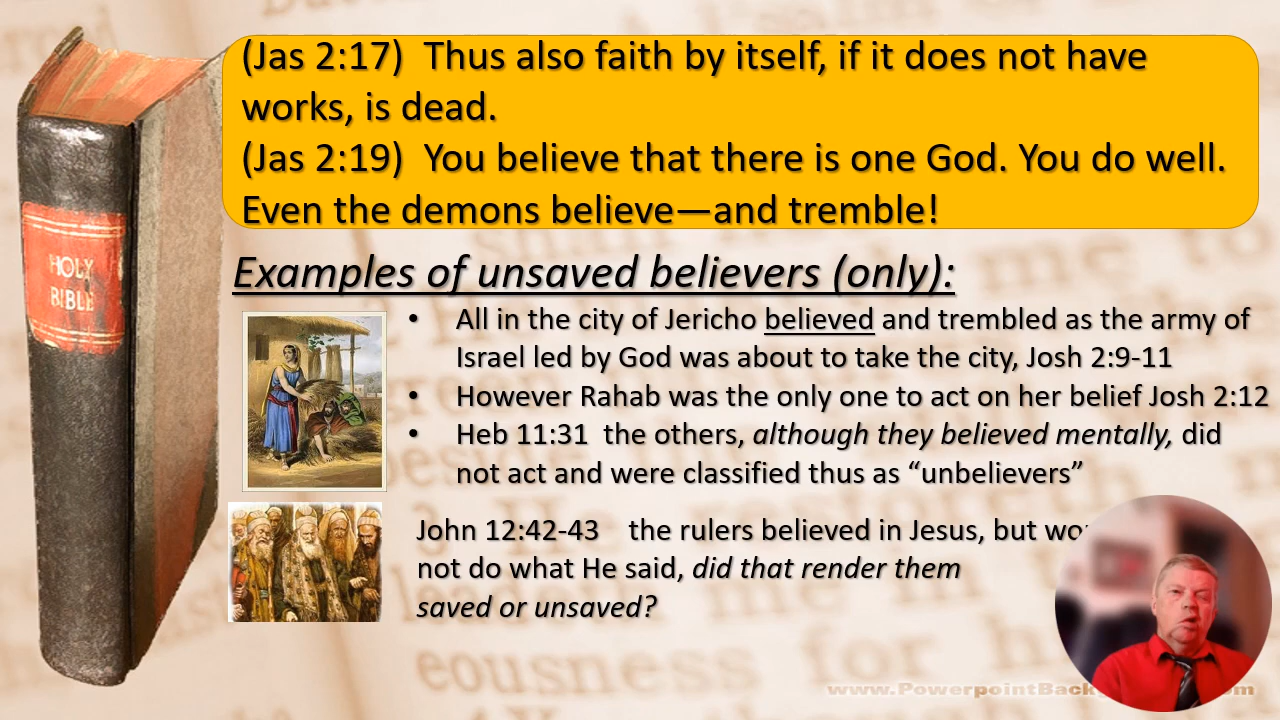 (Jas 2:17)  Thus also faith by itself, if it does not have
works, is dead.
(Jas 2:19)  You believe that there is one God. You do well.
Even the demons believe—and tremble!
HOLY
BIBLE
Examples of unsaved believers (only):
• All in the city of Jericho believed and trembled as the army of
Israel led by God was about to take the city, Josh 2:9-11
• However Rahab was the only one to act on her belief Josh 2:12
• Heb 11:31  the others, although they believed mentally, did
not act and were classified thus as “unbelievers”
John 12:42-43    the rulers believed in Jesus, but
not do what He said, did that render them
saved or unsaved?
eousness for h